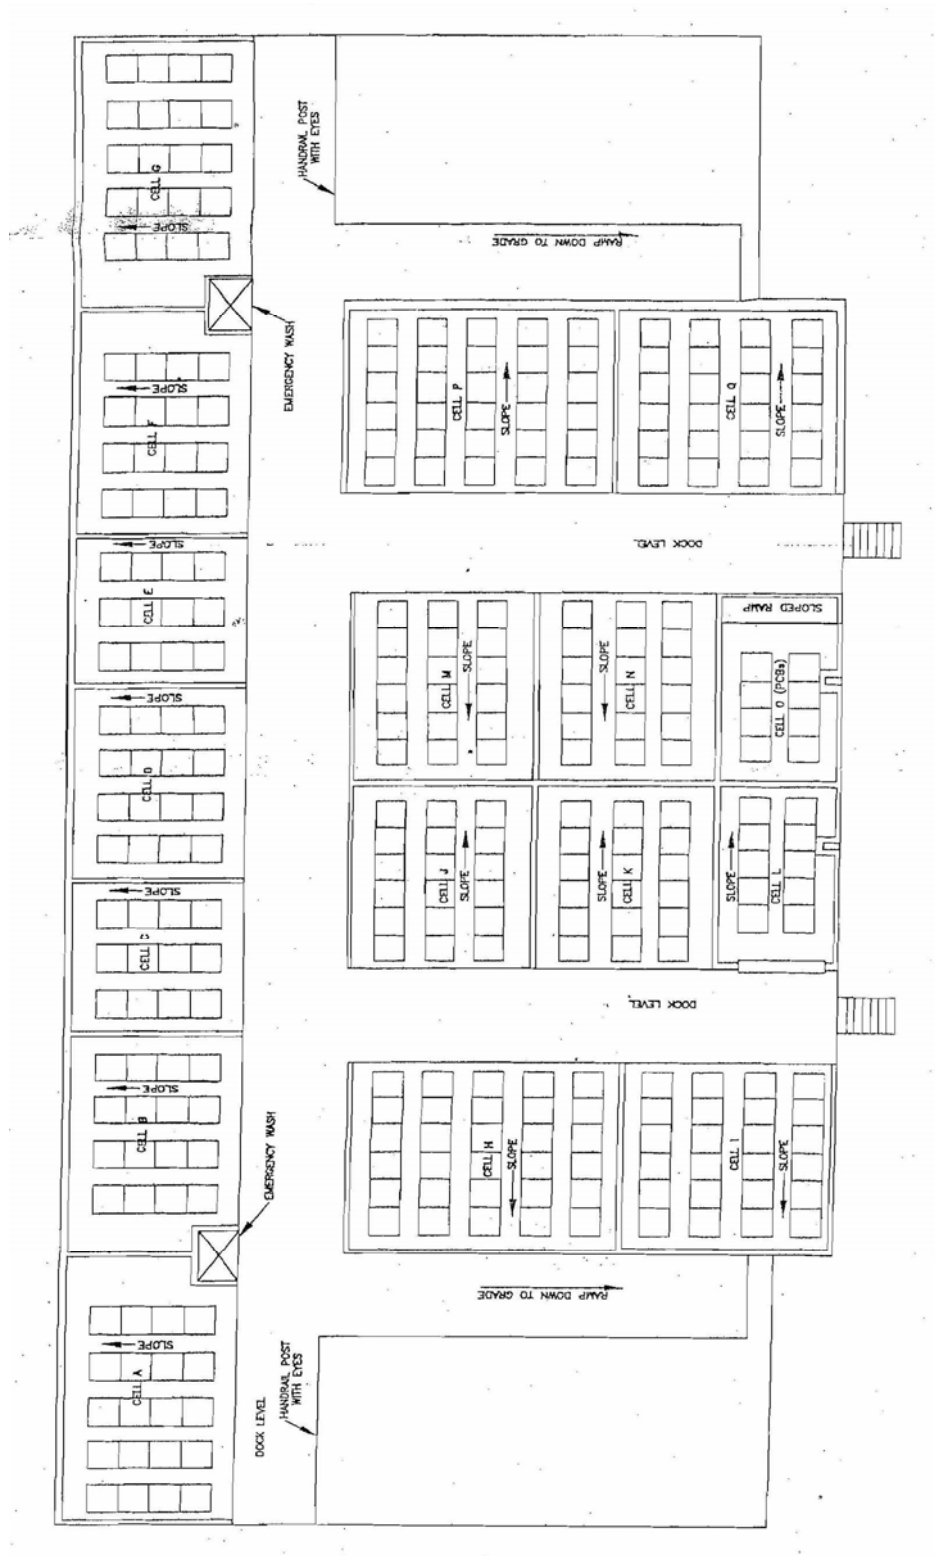 HANDRAIL POST
WITH EYES
CELL G
SLOPE
RAMP DOWN TO GRADE
EMERGENCY WASH
SLOPE
CELL F
CELL P
SLOPE
CELL Q
SLOPE
SLOPE
DOCK LEVEL
CELL E
SLOPED RAMP
CELL M
SLOPE
SLOPE
CELL N
CELL O (PCBs)
SLOPE
CELL D
CELL J
SLOPE
SLOPE
CELL K
SLOPE
CELL L
SLOPE
CELL
DOCK LEVEL
SLOPE
CELL B
EMERGENCY WASH
CELL H
SLOPE
CELL I
SLOPE
RAMP DOWN TO GRADE
SLOPE
CELL A
HANDRAIL POST
WITH EYES
DOCK LEVEL